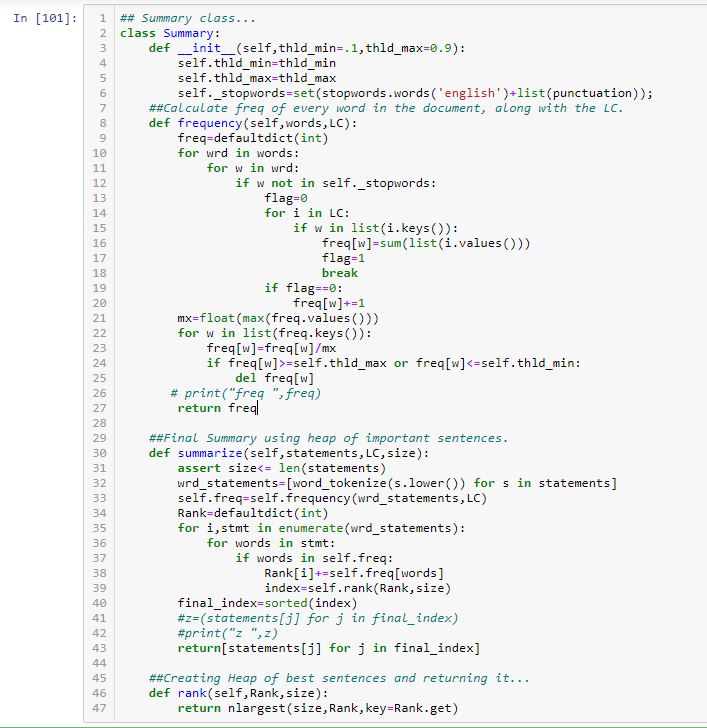 In [101]:
1 ## Summary class...
2 class Summary:
3     def __init__(self,thld_min=.1,thld_max=0.9):
4         self.thld_min=thld_min
5         self.thld_max=thld_max
6         self._stopwords=set(stopwords.words('english')+list(punctuation));
7     ##Calculate freq of every word in the document, along with the LC.
8     def frequency(self,words,LC):
9         freq=defaultdict(int)
10         for wrd in words:
11             for w in wrd:
12                 if w not in self._stopwords:
13                     flag=0
14                     for i in LC:
15                         if w in list(i.keys()):
16                             freq[w]=sum(list(i.values()))
17                             flag=1
18                             break
19                     if flag==0:
20                         freq[w]+=1
21         mx=float(max(freq.values()))
22         for w in list(freq.keys()):
23             freq[w]=freq[w]/mx
24             if freq[w]>=self.thld_max or freq[w]<=self.thld_min:
25                 del freq[w]
26        # print("freq ",freq)
27         return freq
28
29     ##Final Summary using heap of important sentences.
30     def summarize(self,statements,LC,size):
31         assert size<= len(statements)
32         wrd_statements=[word_tokenize(s.lower()) for s in statements]
33         self.freq=self.frequency(wrd_statements,LC)
34         Rank=defaultdict(int)
35         for i,stmt in enumerate(wrd_statements):
36             for words in stmt:
37                 if words in self.freq:
38                     Rank[i]+=self.freq[words]
39                     index=self.rank(Rank,size)
40         final_index=sorted(index)
41         #z=(statements[j] for j in final_index)
42         #print("z ",z)
43         return[statements[j] for j in final_index]
44
45     ##Creating Heap of best sentences and returning it...
46     def rank(self,Rank,size):
47         return nlargest(size,Rank,key=Rank.get)